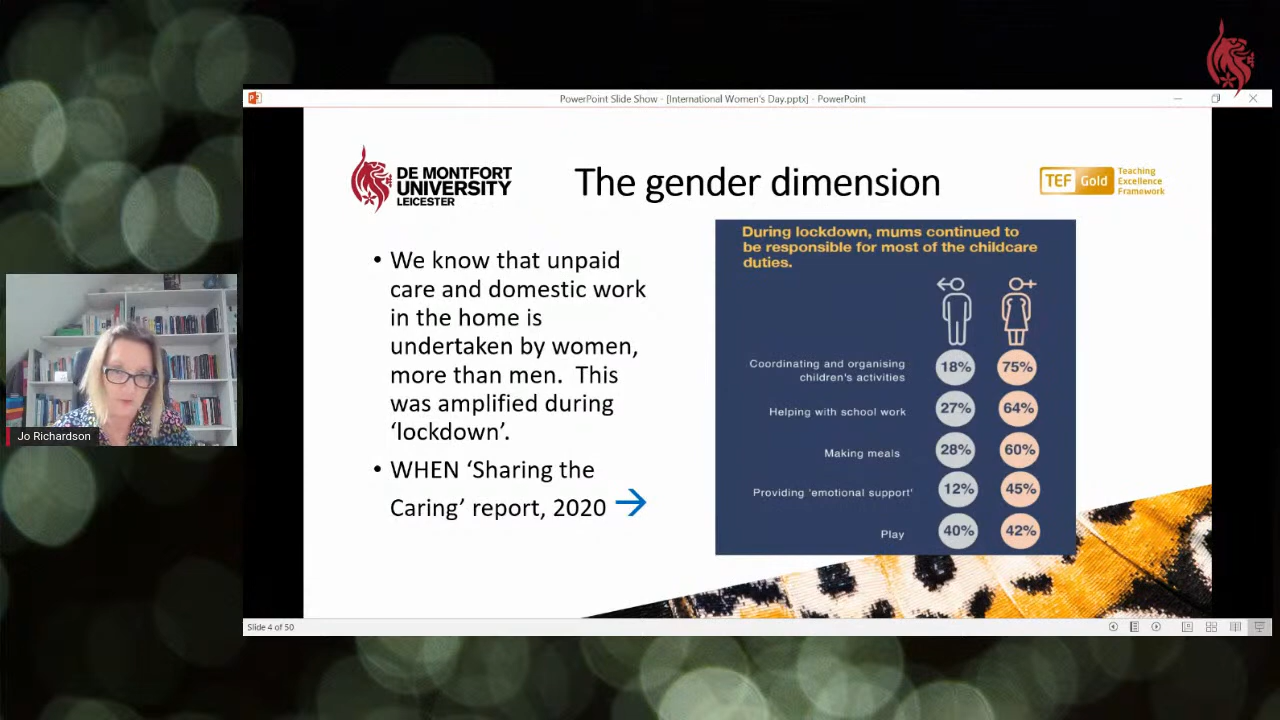 PowerPoint Slide Show - [International Women's Day.pptx] - PowerPoint
DE MONTFORT
UNIVERSITY
LEICESTER
The gender dimension
TEF Gold
Teaching
Excellence
Framework
• We know that unpaid
care and domestic work
in the home is
undertaken by women,
more than men.  This
was amplified during
‘lockdown’.
• WHEN ‘Sharing the
Caring’ report, 2020
During lockdown, mums continued to
be responsible for most of the childcare
duties.
Coordinating and organising
children's activities
18% 75%
Helping with school work 27% 64%
Making meals 28% 60%
Providing 'emotional support' 12% 45%
Play 40% 42%
Jo Richardson
Slide 4 of 50